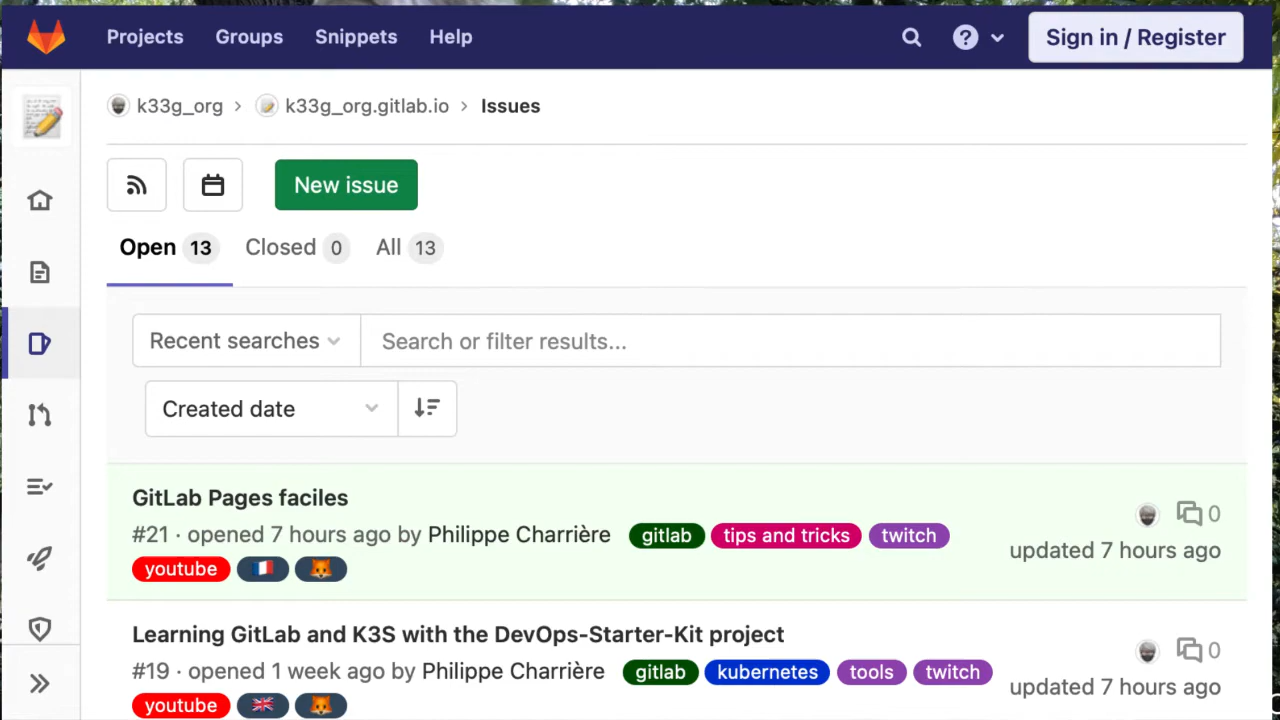 Projects Groups Snippets Help Sign in / Register
k33g_org > k33g_org.gitlab.io > Issues
New issue
Open 13 Closed 0 All 13
Recent searches Search or filter results...
Created date
GitLab Pages faciles
#21 · opened 7 hours ago by Philippe Charrière gitlab tips and tricks twitch 0
youtube updated 7 hours ago
Learning GitLab and K3S with the DevOps-Starter-Kit project
#19 · opened 1 week ago by Philippe Charrière gitlab kubernetes tools twitch 0
youtube updated 7 hours ago